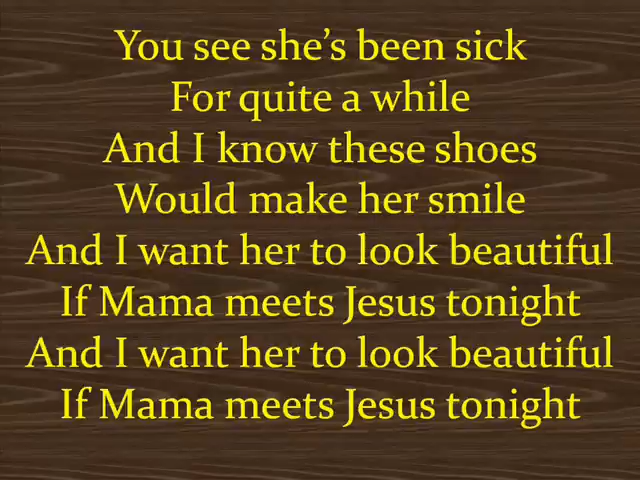 You see she’s been sick
For quite a while
And I know these shoes
Would make her smile
And I want her to look beautiful
If Mama meets Jesus tonight
And I want her to look beautiful
If Mama meets Jesus tonight